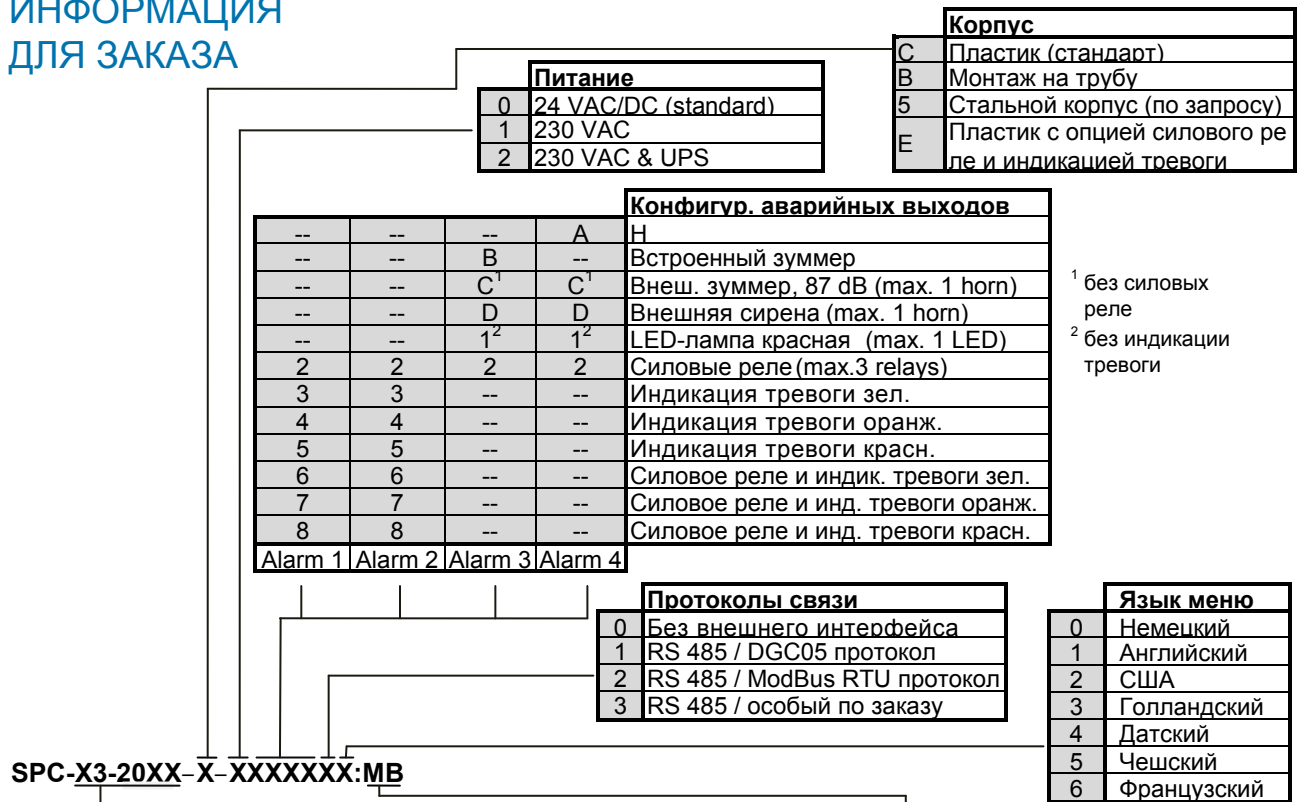 ИНФОРМАЦИЯ
ДЛЯ ЗАКАЗА
Корпус
C Пластик (стандарт)
B Монтаж на трубу
5 Стальной корпус (по запросу)
E Пластик с опцией силового ре
ле и индикацией тревоги
Питание
0 24 VAC/DC (standard)
1 230 VAC
2 230 VAC & UPS
Конфигур. аварийных выходов
-- -- -- A Н
-- -- B -- Встроенный зуммер
-- -- C¹ C¹ Внеш. зуммер, 87 dB (max. 1 horn)
-- -- D D Внешняя сирена (max. 1 horn)
-- -- 1² 1² LED-лампа красная (max. 1 LED)
2 2 2 2 Силовые реле (max.3 relays)
3 3 -- -- Индикация тревоги зел.
4 4 -- -- Индикация тревоги оранж.
5 5 -- -- Индикация тревоги красн.
6 6 -- -- Силовое реле и индик. тревоги зел.
7 7 -- -- Силовое реле и инд. тревоги оранж.
8 8 -- -- Силовое реле и инд. тревоги красн.
Alarm 1 Alarm 2 Alarm 3 Alarm 4
¹ без силовых
реле
² без индикации
тревоги
Протоколы связи
0 Без внешнего интерфейса
1 RS 485 / DGC05 протокол
2 RS 485 / ModBus RTU протокол
3 RS 485 / особый по заказу
Язык меню
0 Немецкий
1 Английский
2 США
3 Голландский
4 Датский
5 Чешский
6 Французский
SPC-X3-20XX-X-XXXXXXX:MB